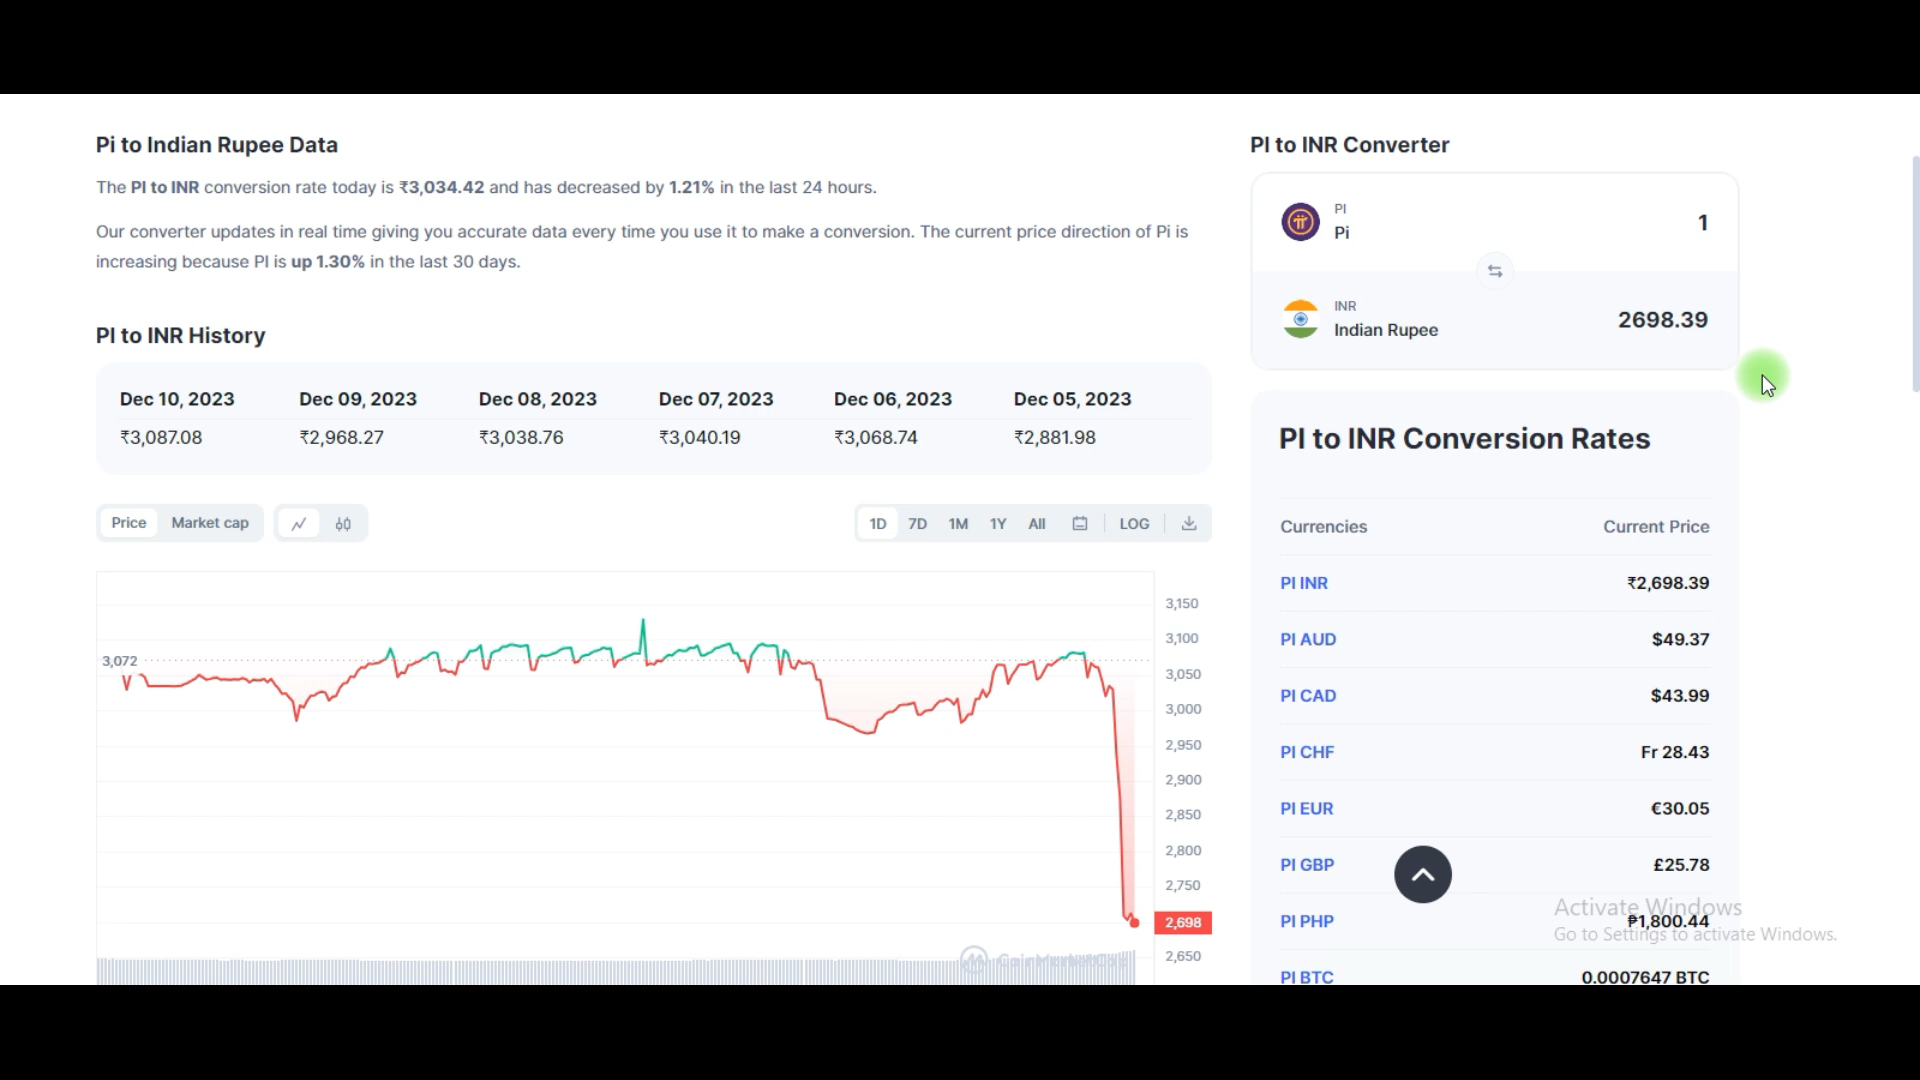 Pi to Indian Rupee Data
The PI to INR conversion rate today is ₹3,034.42 and has decreased by 1.21% in the last 24 hours.
Our converter updates in real time giving you accurate data every time you use it to make a conversion. The current price direction of Pi is
increasing because PI is up 1.30% in the last 30 days.
PI to INR History
Dec 10, 2023 Dec 09, 2023 Dec 08, 2023 Dec 07, 2023 Dec 06, 2023 Dec 05, 2023
₹3,087.08 ₹2,968.27 ₹3,038.76 ₹3,040.19 ₹3,068.74 ₹2,881.98
Price Market cap 1D 7D 1M 1Y All LOG
3,072
3,150
3,100
3,050
3,000
2,950
2,900
2,850
2,800
2,750
2,698
2,650
CoinMarketCap
PI to INR Converter
PI
Pi 1
INR
Indian Rupee 2698.39
PI to INR Conversion Rates
Currencies Current Price
PI INR ₹2,698.39
PI AUD $49.37
PI CAD $43.99
PI CHF Fr 28.43
PI EUR €30.05
PI GBP £25.78
PI PHP ₱1,800.44
PI BTC 0.0007647 BTC
Activate Windows
Go to Settings to activate Windows.